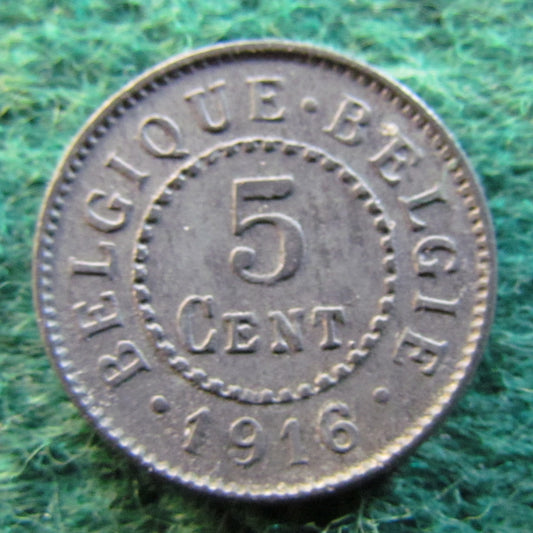 BELGIQUE · BELGIE
5
CENT.
· 1916 ·